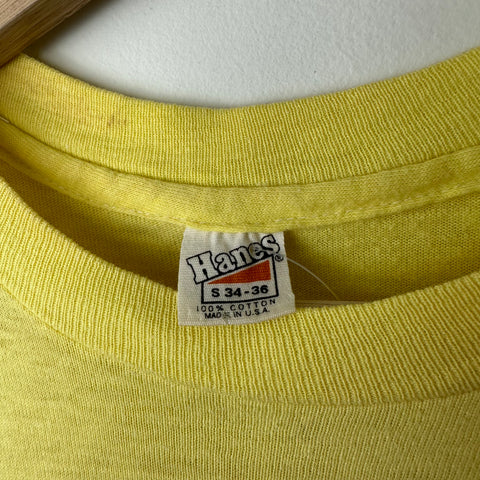 Hanes®
S 34-36
100% COTTON
MADE IN U.S.A.